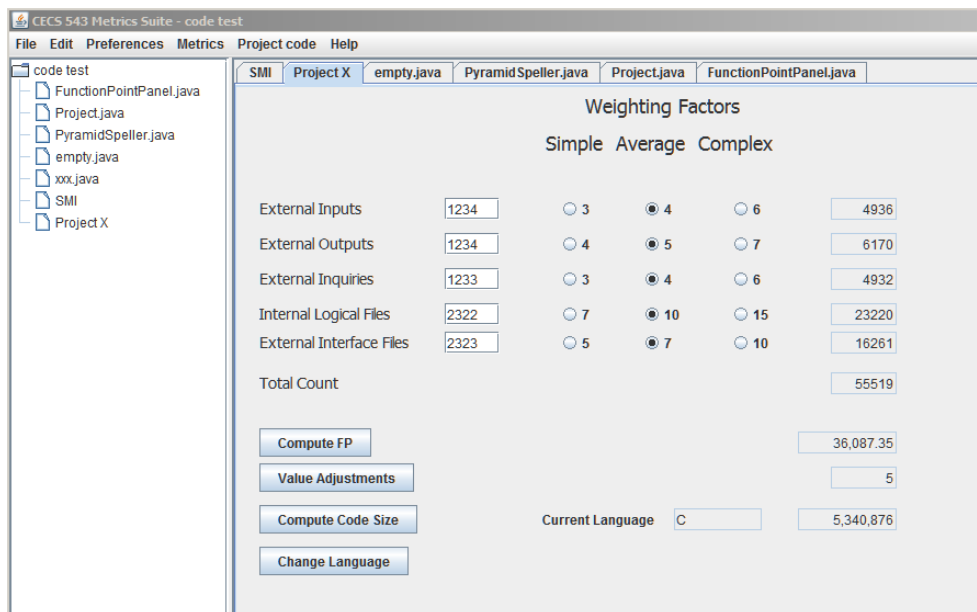 CECS 543 Metrics Suite - code test
File Edit Preferences Metrics Project code Help
code test
FunctionPointPanel.java
Project.java
PyramidSpeller.java
empty.java
xxx.java
SMI
Project X
SMI Project X empty.java PyramidSpeller.java Project.java FunctionPointPanel.java
Weighting Factors
Simple Average Complex
External Inputs 1234 3 4 6 4936
External Outputs 1234 4 5 7 6170
External Inquiries 1233 3 4 6 4932
Internal Logical Files 2322 7 10 15 23220
External Interface Files 2323 5 7 10 16261
Total Count 55519
Compute FP 36,087.35
Value Adjustments 5
Compute Code Size Current Language C 5,340,876
Change Language